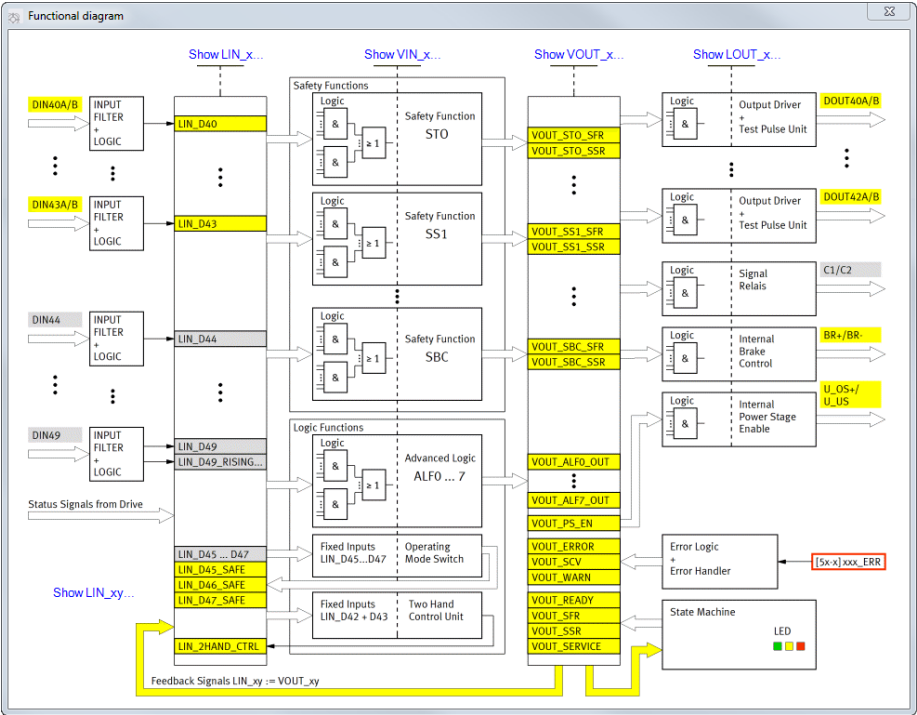 Functional diagram
Show LIN_x...
Show VIN_x...
Show VOUT_x...
Show LOUT_x...
DIN40A/B
INPUT
FILTER
+
LOGIC
LIN_D40
DIN43A/B
INPUT
FILTER
+
LOGIC
LIN_D43
DIN44
INPUT
FILTER
+
LOGIC
LIN_D44
DIN49
INPUT
FILTER
+
LOGIC
LIN_D49
LIN_D49_RISING...
Status Signals from Drive
LIN_D45 ... D47
LIN_D45_SAFE
LIN_D46_SAFE
LIN_D47_SAFE
Show LIN_xy...
LIN_2HAND_CTRL
Feedback Signals LIN_xy := VOUT_xy
Safety Functions
Logic
&
≥ 1
&
Safety Function
STO
Logic
&
≥ 1
&
Safety Function
SS1
Logic
&
≥ 1
&
Safety Function
SBC
Logic Functions
Logic
&
≥ 1
&
Advanced Logic
ALF0 ... 7
Fixed Inputs
LIN_D45...D47
Operating
Mode Switch
Fixed Inputs
LIN_D42 + D43
Two Hand
Control Unit
VOUT_STO_SFR
VOUT_STO_SSR
VOUT_SS1_SFR
VOUT_SS1_SSR
VOUT_SBC_SFR
VOUT_SBC_SSR
VOUT_ALF0_OUT
VOUT_ALF7_OUT
VOUT_PS_EN
VOUT_ERROR
VOUT_SCV
VOUT_WARN
VOUT_READY
VOUT_SFR
VOUT_SSR
VOUT_SERVICE
Logic
&
Output Driver
+
Test Pulse Unit
DOUT40A/B
Logic
&
Output Driver
+
Test Pulse Unit
DOUT42A/B
Logic
&
Signal
Relais
C1/C2
Logic
&
Internal
Brake
Control
BR+/BR-
Logic
&
Internal
Power Stage
Enable
U_OS+/
U_US
Error Logic
+
Error Handler
[5x-x] xxx_ERR
State Machine
LED